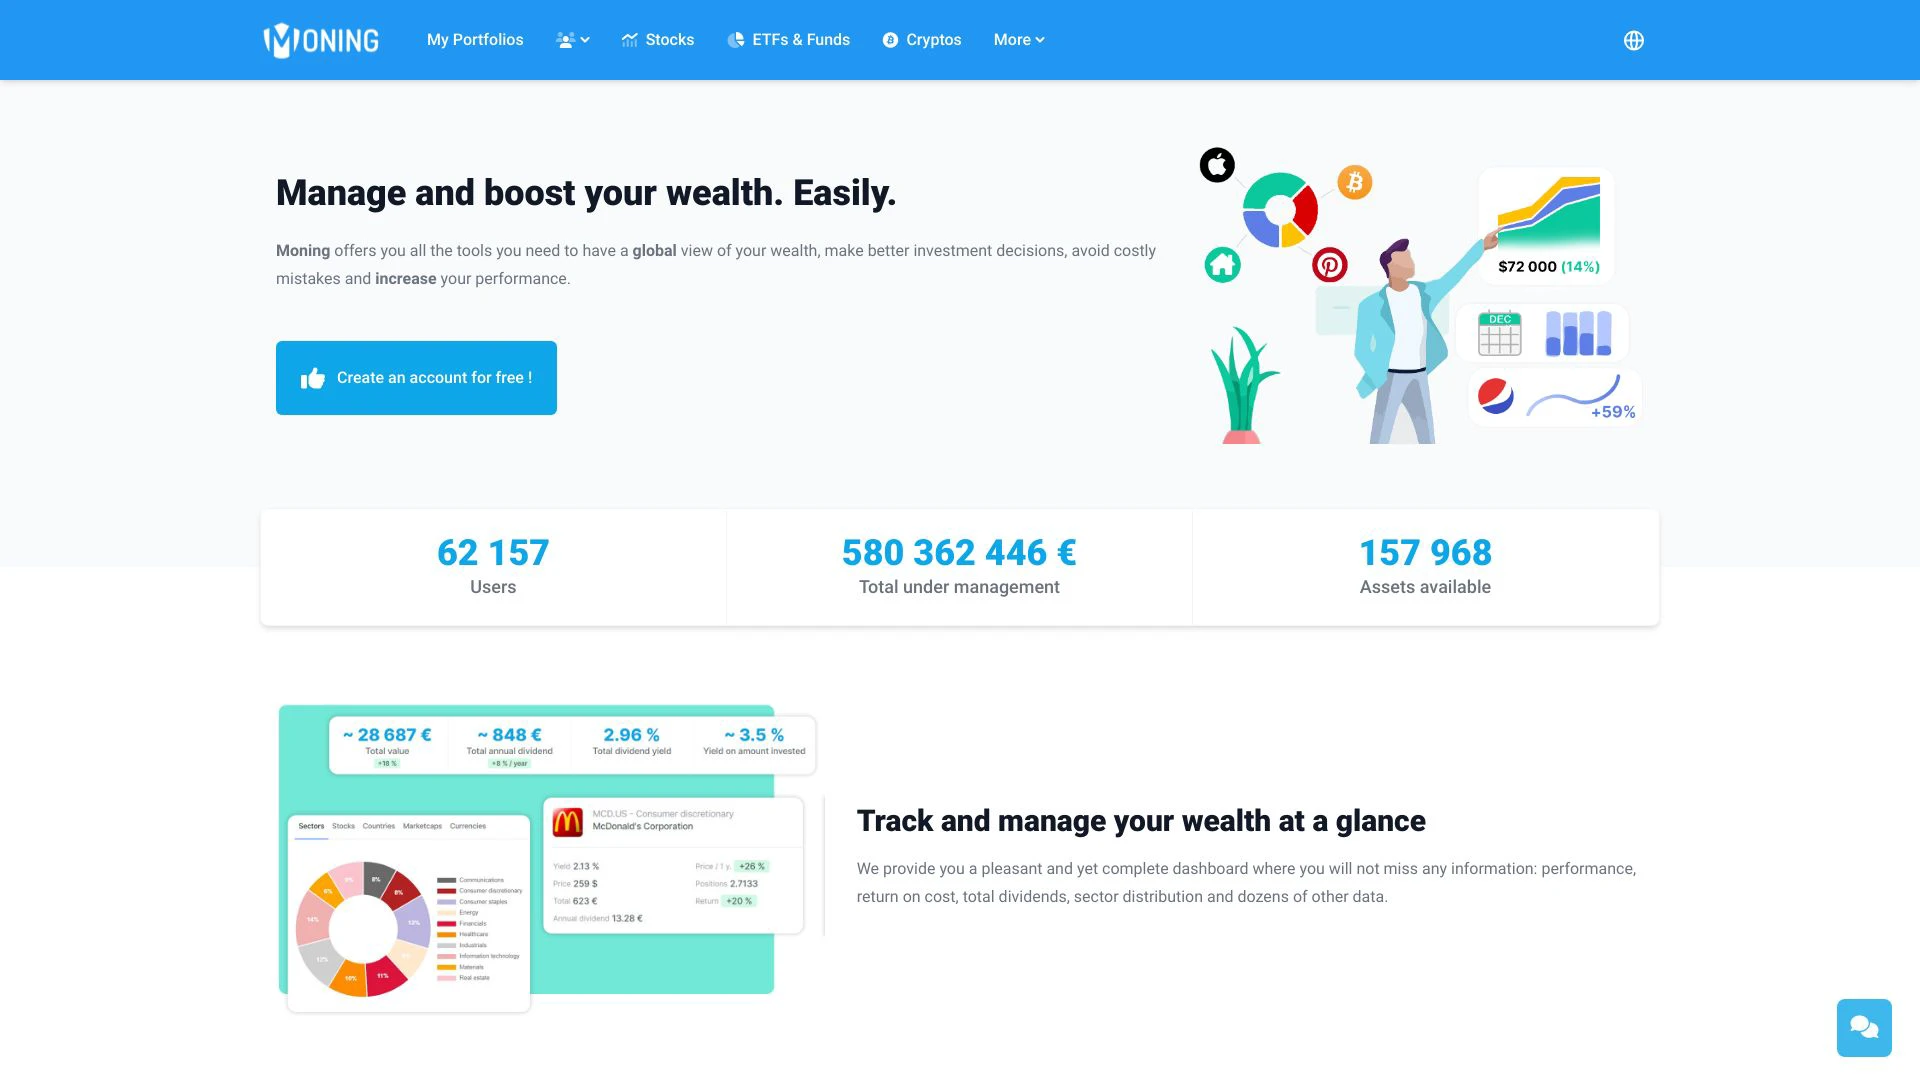 MONING
My Portfolios
Stocks
ETFs & Funds
Cryptos
More
Manage and boost your wealth. Easily.
Moning offers you all the tools you need to have a global view of your wealth, make better investment decisions, avoid costly
mistakes and increase your performance.
Create an account for free !
$72 000 (14%)
DEC
+59%
62 157
Users
580 362 446 €
Total under management
157 968
Assets available
~ 28 687 €
Total value
+18 %
~ 848 €
Total annual dividend
+8 % / year
2.96 %
Total dividend yield
~ 3.5 %
Yield on amount invested
Sectors Stocks Countries Marketcaps Currencies
8%
8%
13%
11%
10%
12%
14%
6%
Communications
Consumer discretionary
Consumer staples
Energy
Financials
Healthcare
Industrials
Information technology
Materials
Real estate
MCD.US - Consumer discretionary
McDonald's Corporation
Yield 2.13 %
Price / 1 y. +26 %
Price 259 $
Positions 2.7133
Total 623 €
Return +20 %
Annual dividend 13.28 €
Track and manage your wealth at a glance
We provide you a pleasant and yet complete dashboard where you will not miss any information: performance,
return on cost, total dividends, sector distribution and dozens of other data.